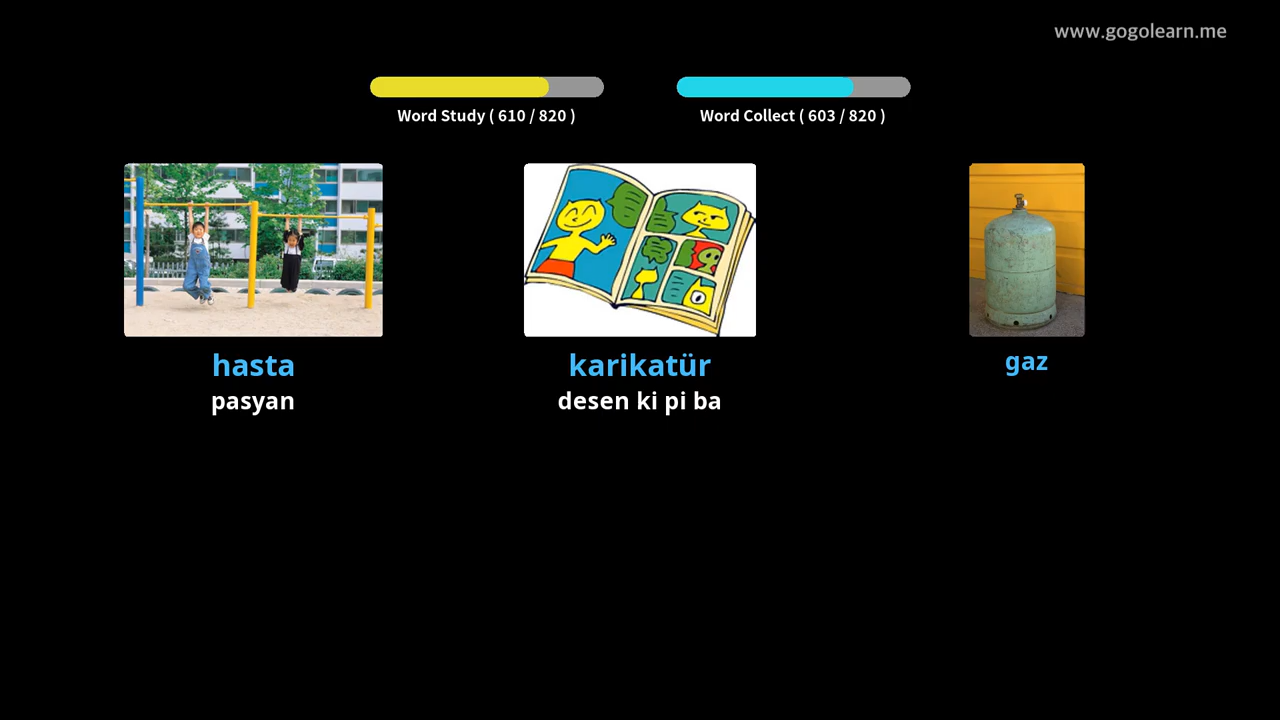 www.gogolearn.me
Word Study ( 610 / 820 )
Word Collect ( 603 / 820 )
hasta
karikatür
gaz
pasyan
desen ki pi ba